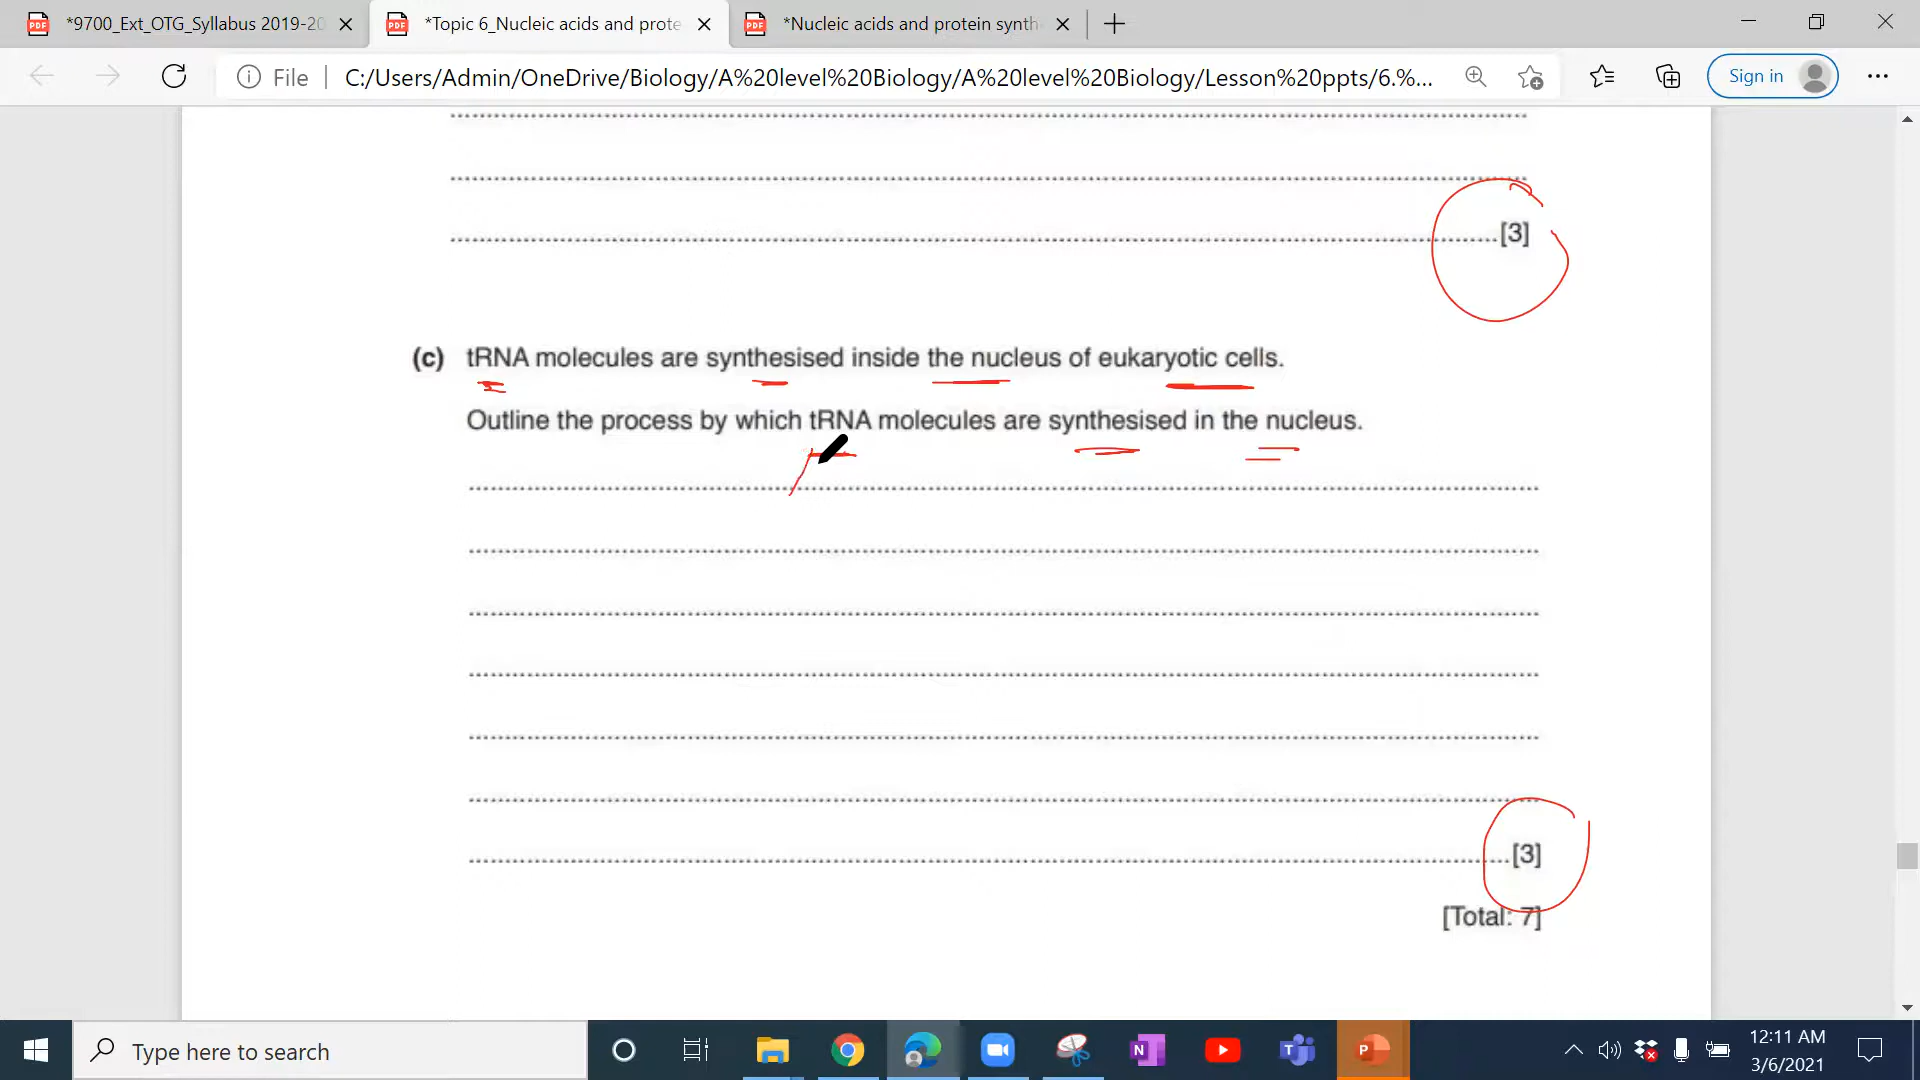 *9700_Ext_OTG_Syllabus 2019-20
*Topic 6_Nucleic acids and prote
*Nucleic acids and protein synth
File
C:/Users/Admin/OneDrive/Biology/A%20level%20Biology/A%20level%20Biology/Lesson%20ppts/6.%...
Sign in
[3]
(c) tRNA molecules are synthesised inside the nucleus of eukaryotic cells.
Outline the process by which tRNA molecules are synthesised in the nucleus.
[3]
[Total: 7]
Type here to search
12:11 AM
3/6/2021